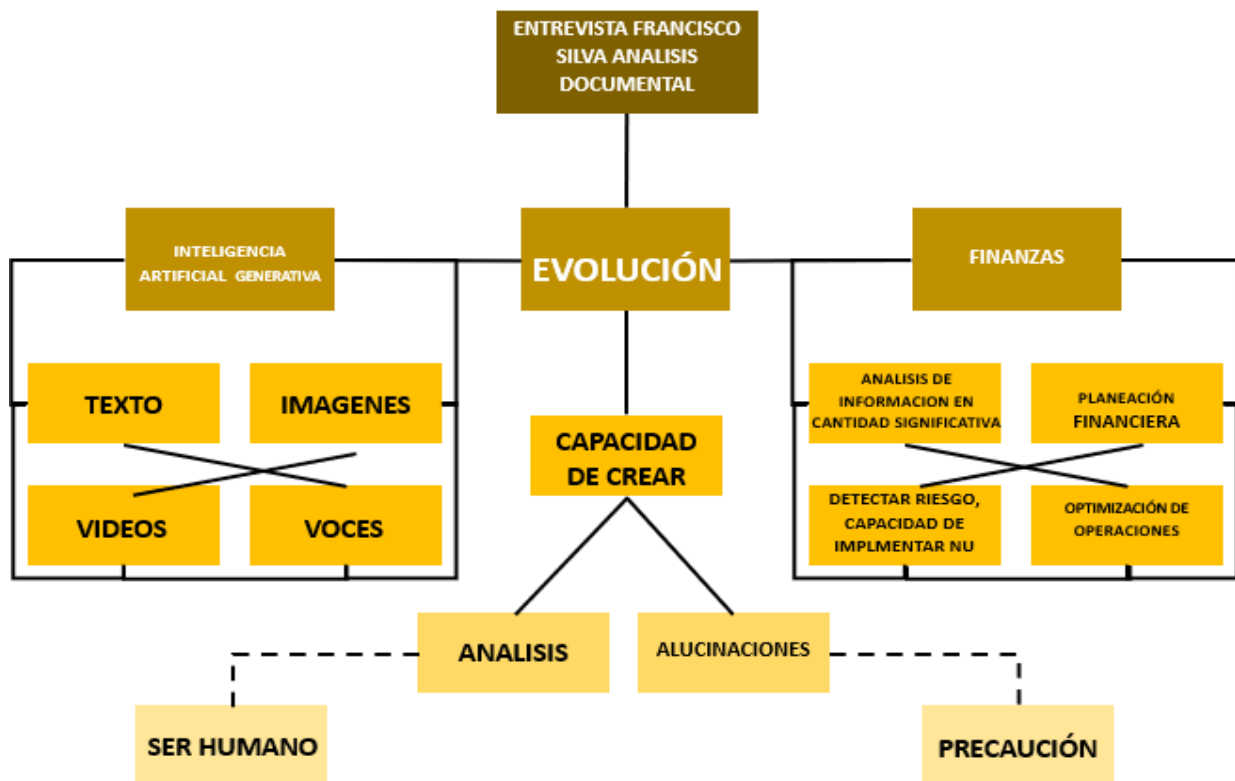 ENTREVISTA FRANCISCO
SILVA ANALISIS
DOCUMENTAL
INTELIGENCIA
ARTIFICIAL GENERATIVA
EVOLUCIÓN
FINANZAS
TEXTO
IMAGENES
VIDEOS
VOCES
CAPACIDAD
DE CREAR
ANALISIS DE
INFORMACION EN
CANTIDAD SIGNIFICATIVA
PLANEACIÓN
FINANCIERA
DETECTAR RIESGO,
CAPACIDAD DE
IMPLMENTAR NU
OPTIMIZACIÓN DE
OPERACIONES
ANALISIS
ALUCINACIONES
SER HUMANO
PRECAUCIÓN